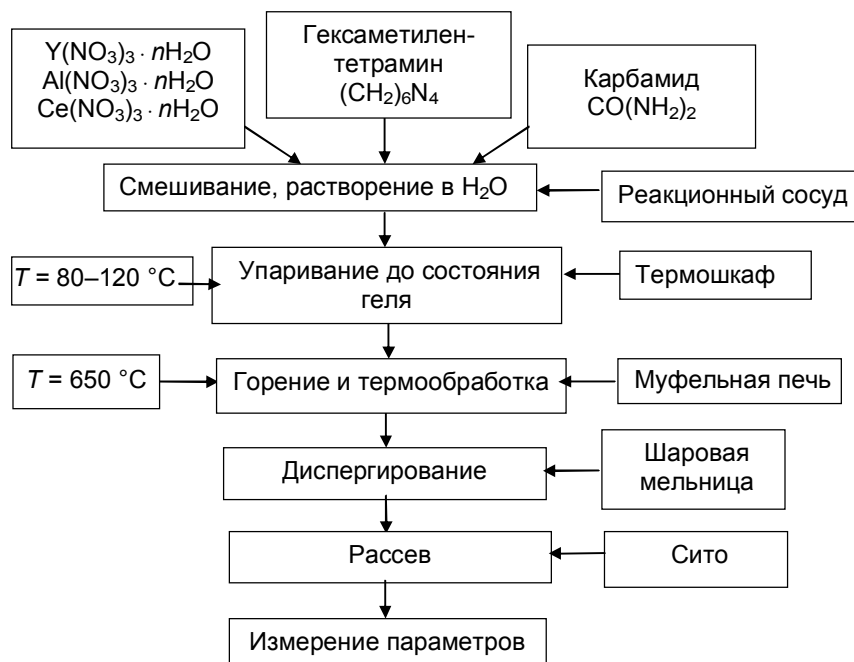 Y(NO₃)₃ · nH₂O
Al(NO₃)₃ · nH₂O
Ce(NO₃)₃ · nH₂O
Гексаметилен-
тетрамин
(CH₂)₆N₄
Карбамид
CO(NH₂)₂
Смешивание, растворение в H₂O
Реакционный сосуд
T = 80–120 °C
Упаривание до состояния
геля
Термошкаф
T = 650 °C
Горение и термообработка
Муфельная печь
Диспергирование
Шаровая
мельница
Рассев
Сито
Измерение параметров